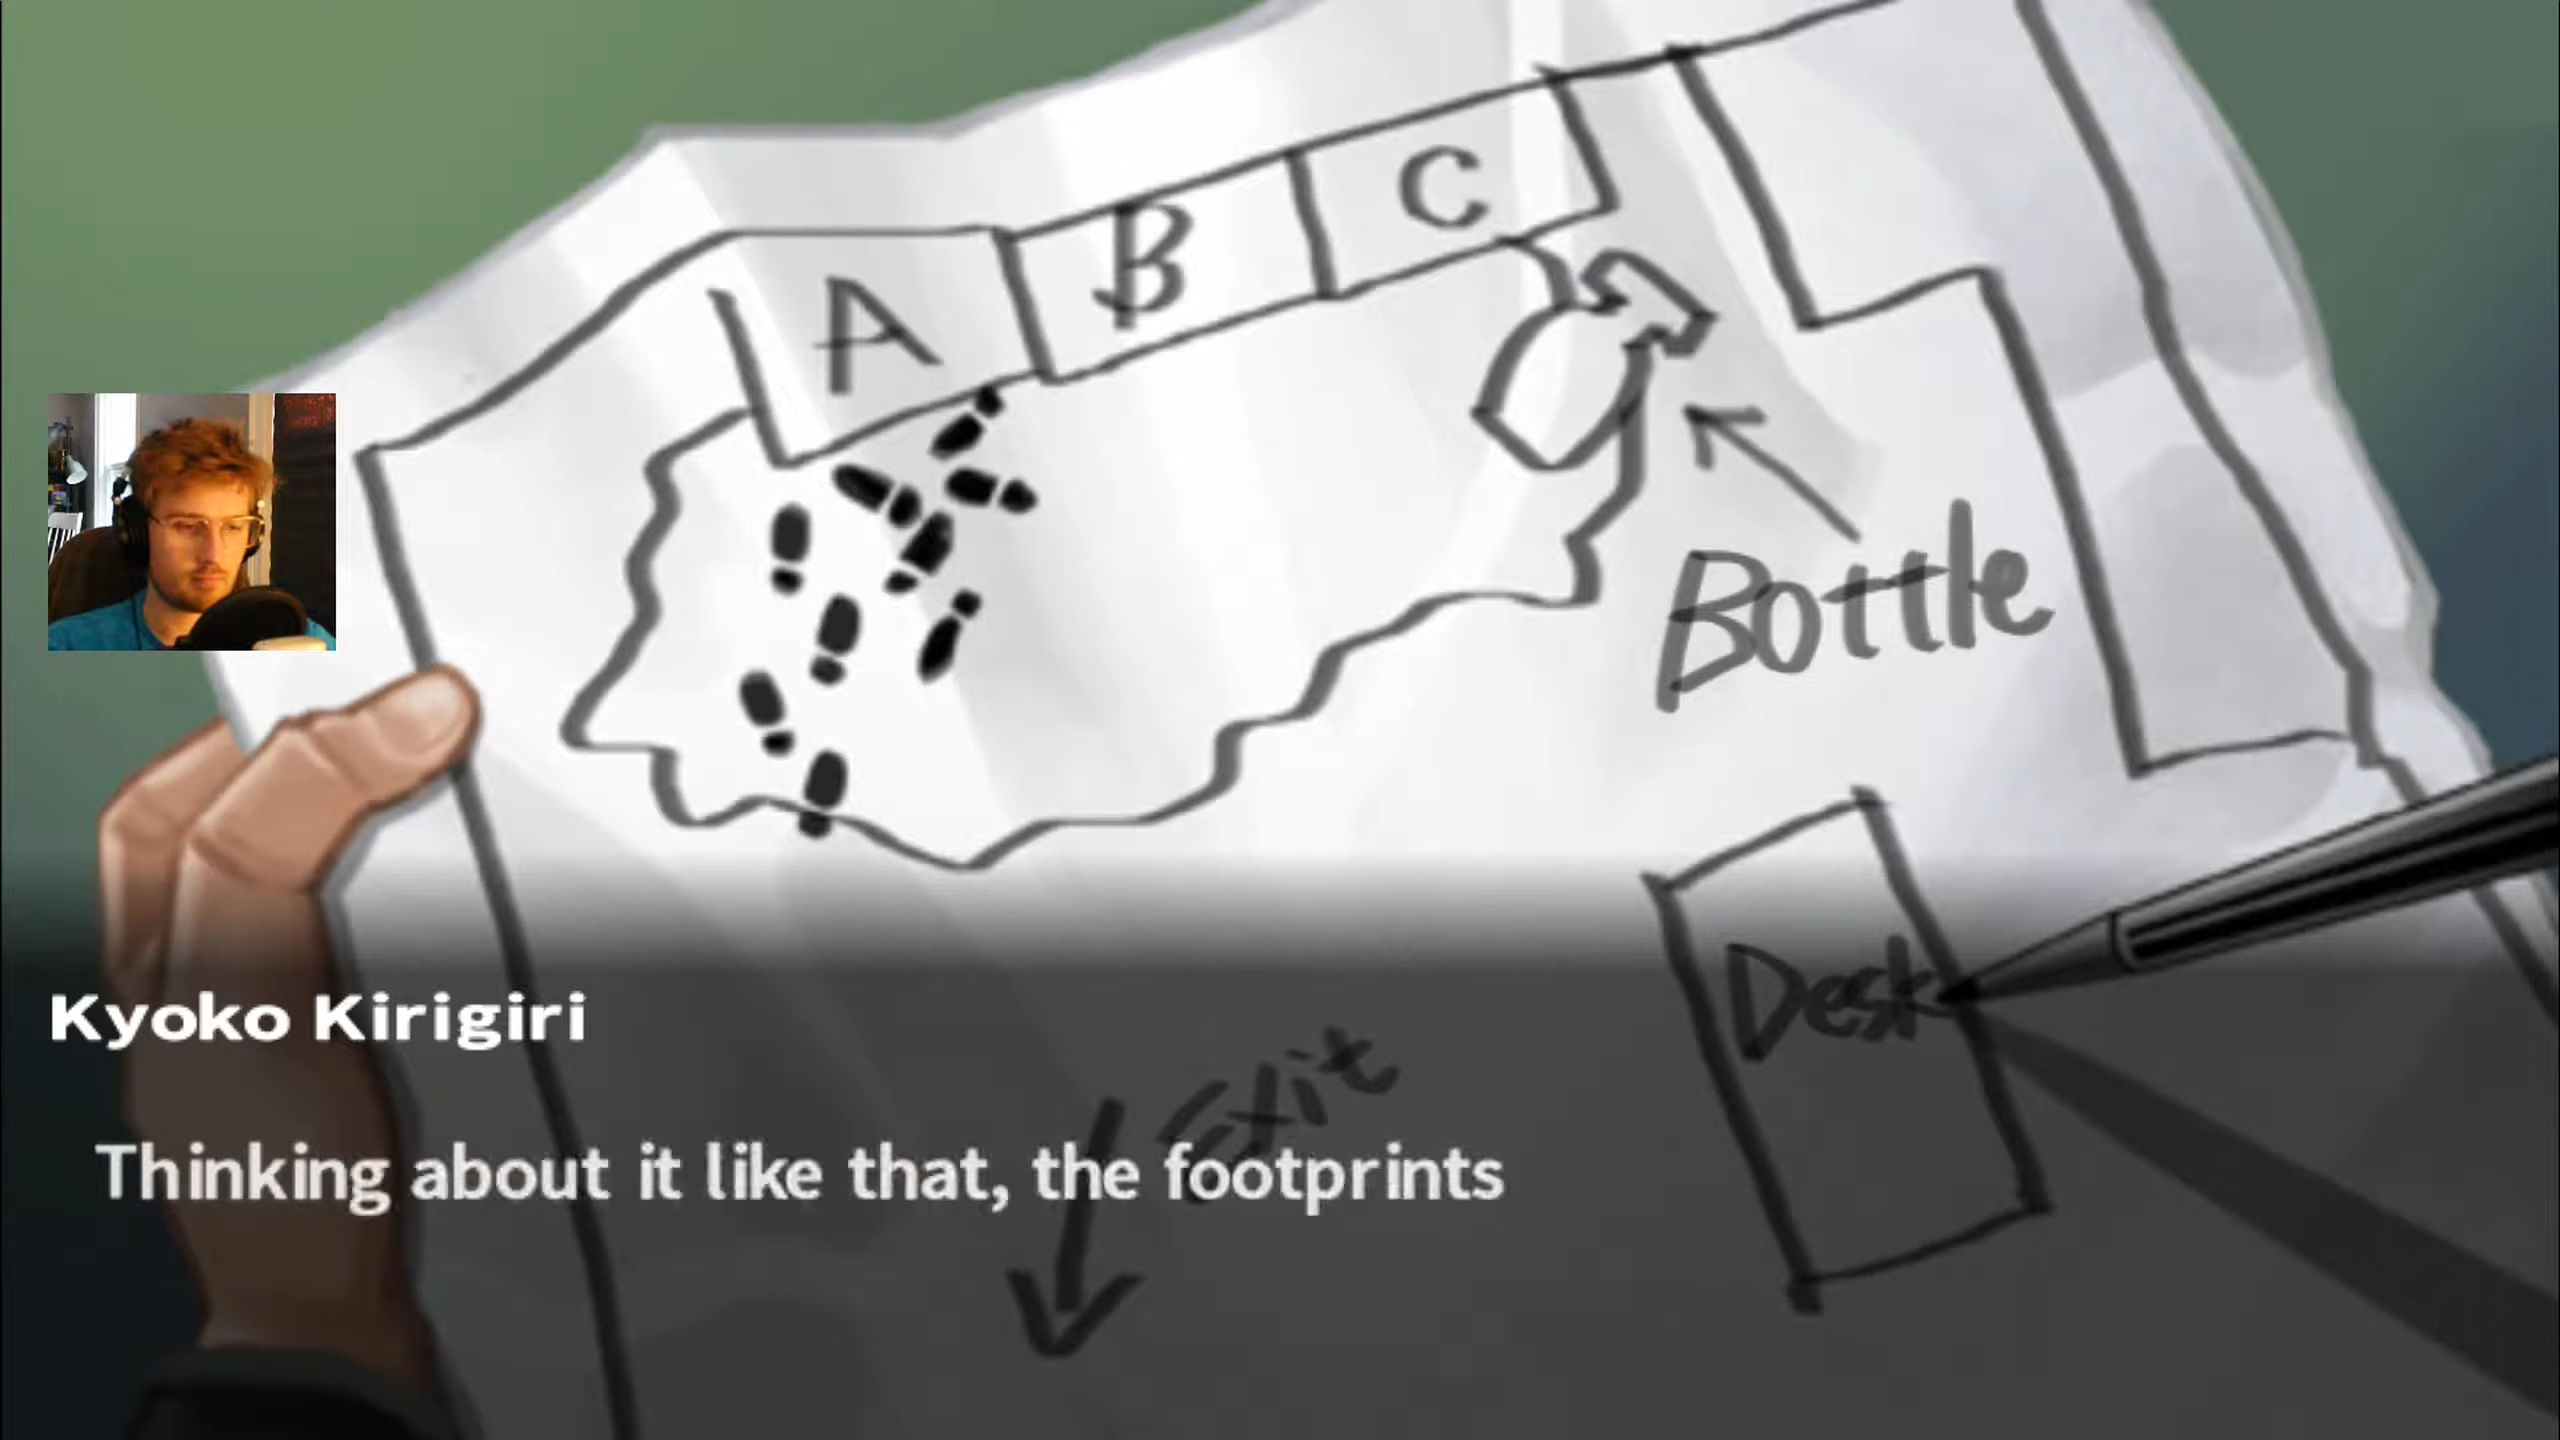 A
B
C
Bottle
Desk
Exit
Kyoko Kirigiri
Thinking about it like that, the footprints